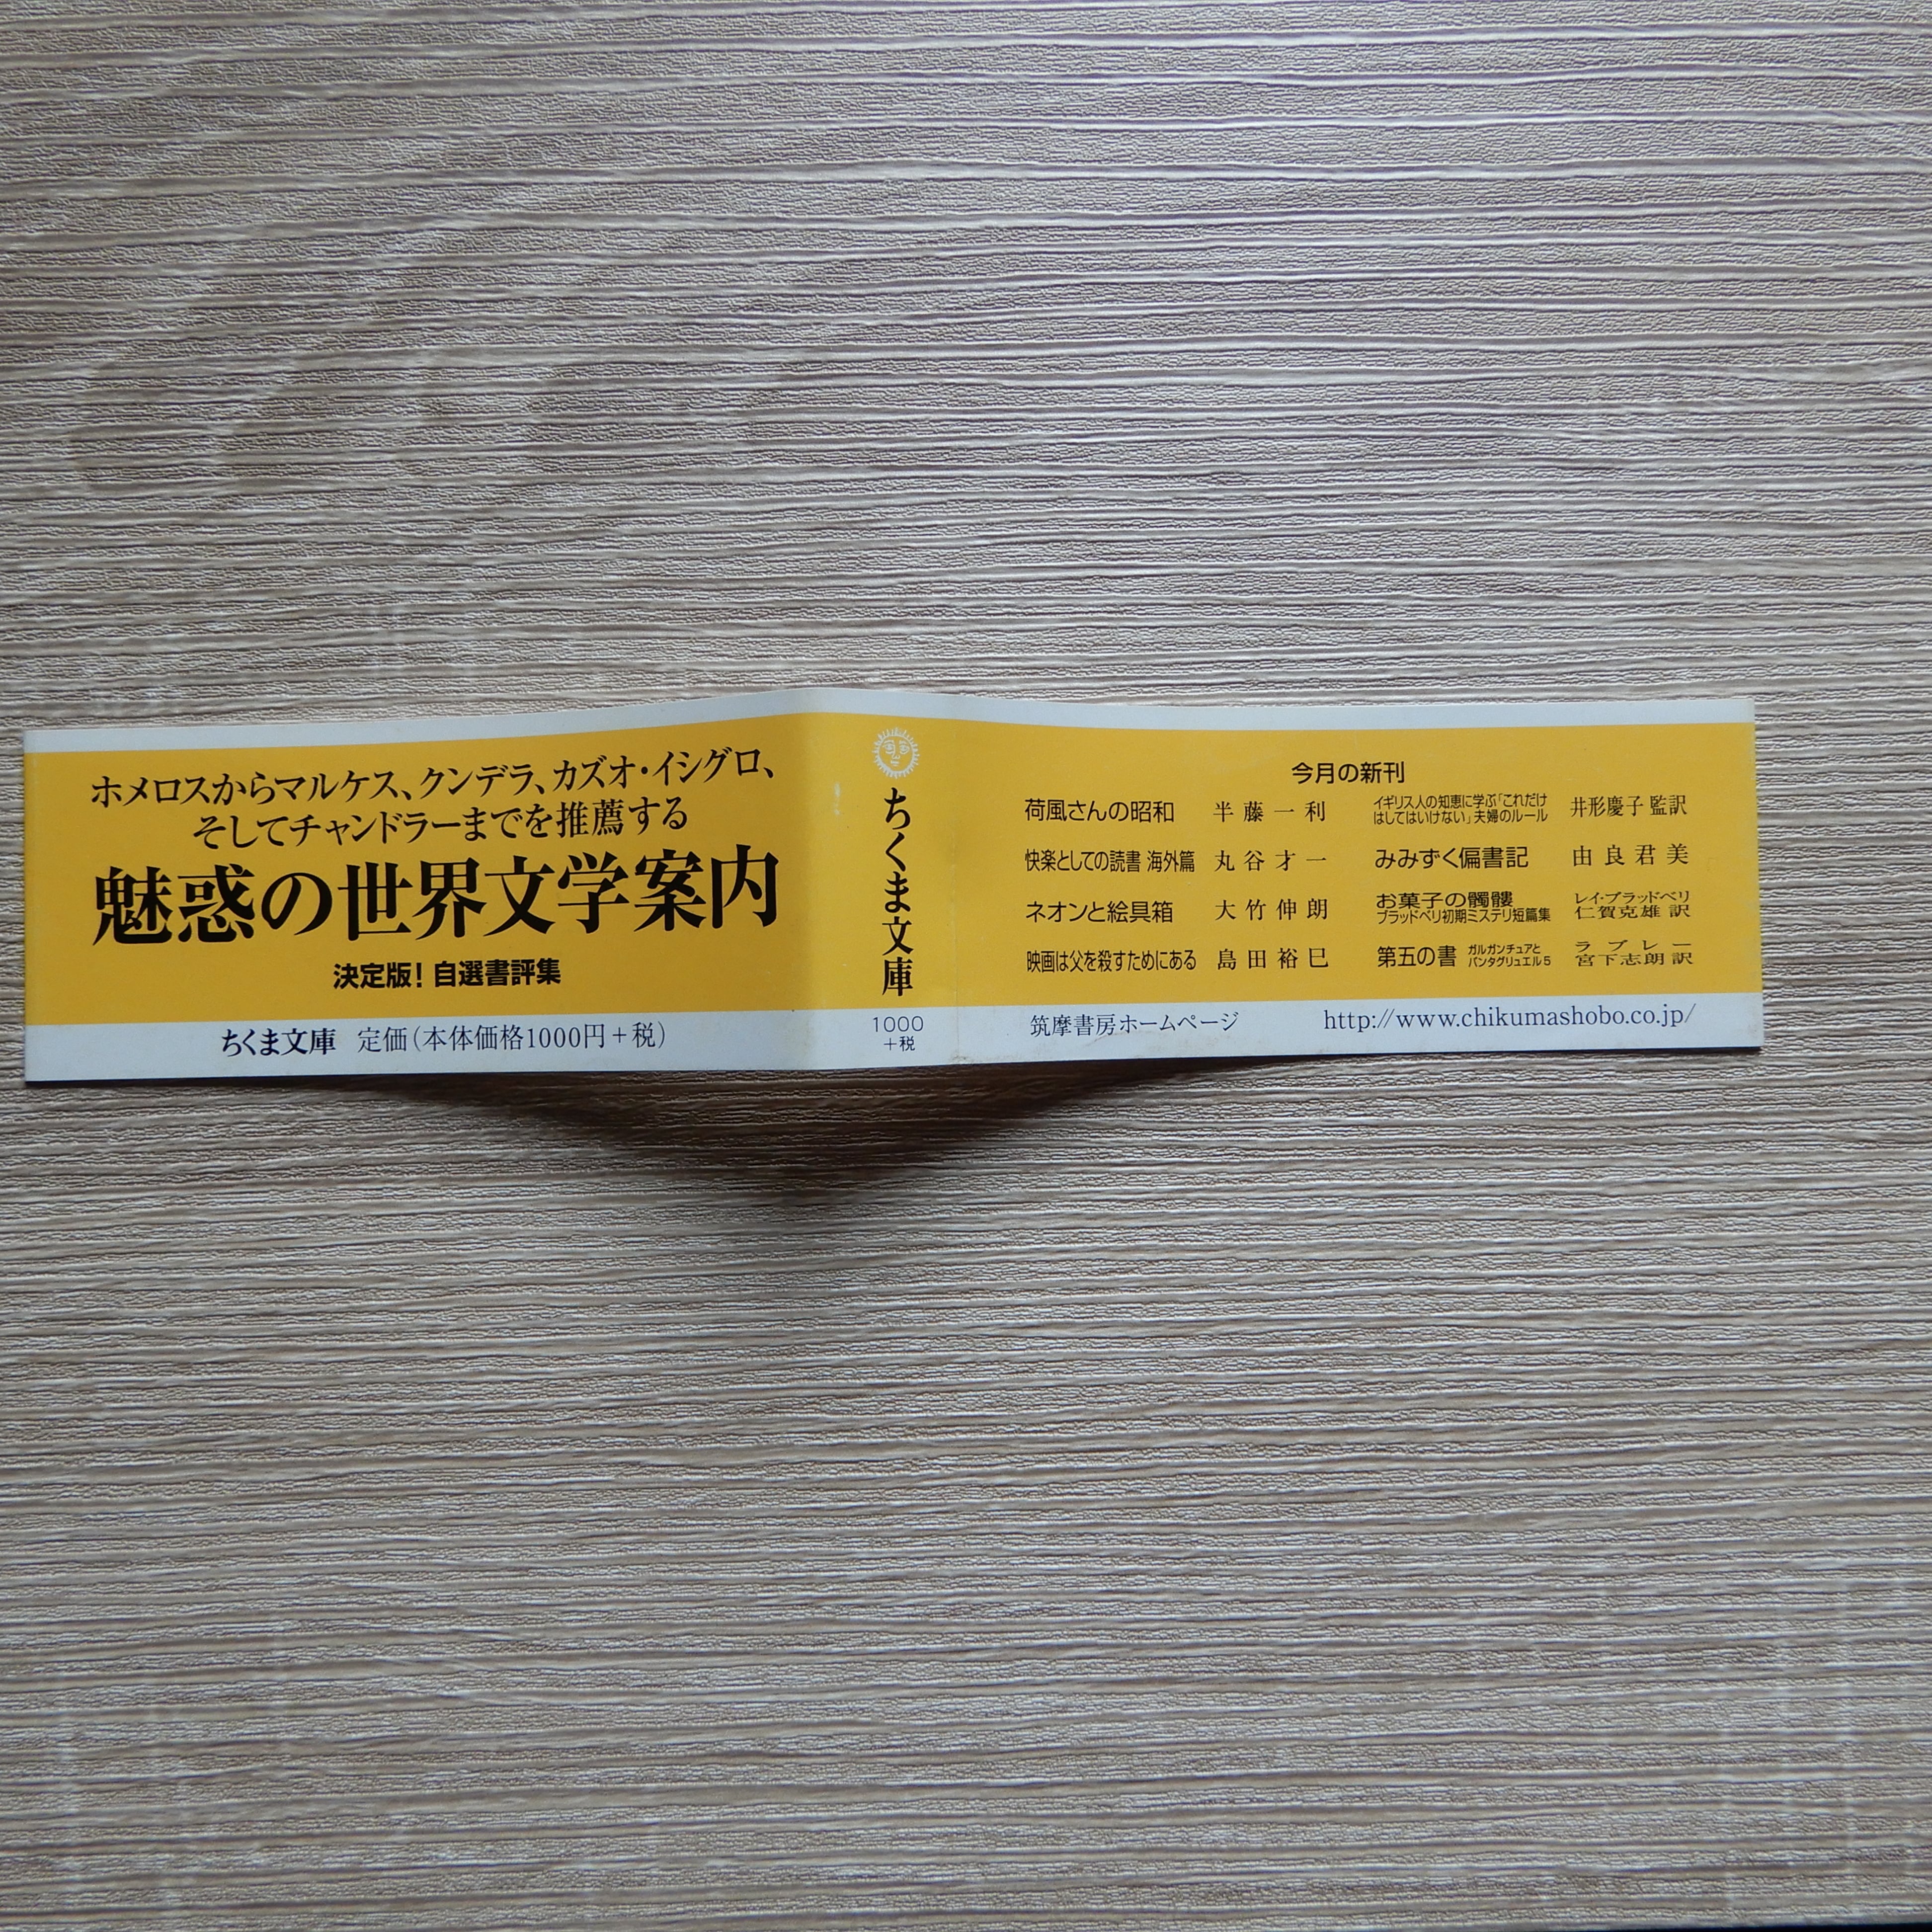 ホメロスからマルケス、クンデラ、カズオ・イシグロ、
そしてチャンドラーまでを推薦する
魅惑の世界文学案内
決定版！自選書評集
ちくま文庫 定価(本体価格1000円+税)
ちくま文庫
1000
+税
今月の新刊
荷風さんの昭和 半藤一利
快楽としての読書 海外篇 丸谷才一
ネオンと絵具箱 大竹伸朗
映画は父を殺すためにある 島田裕巳
イギリス人の知恵に学ぶ「これだけ
はしてはいけない」夫婦のルール 井形慶子 監訳
みみずく偏書記 由良君美
お菓子の髑髏 レイ・ブラッドベリ
ブラッドベリ初期ミステリ短篇集 仁賀克雄 訳
第五の書 ガルガンチュアと
パンタグリュエル5 ラブレー
宮下志朗 訳
筑摩書房ホームページ http://www.chikumashobo.co.jp/